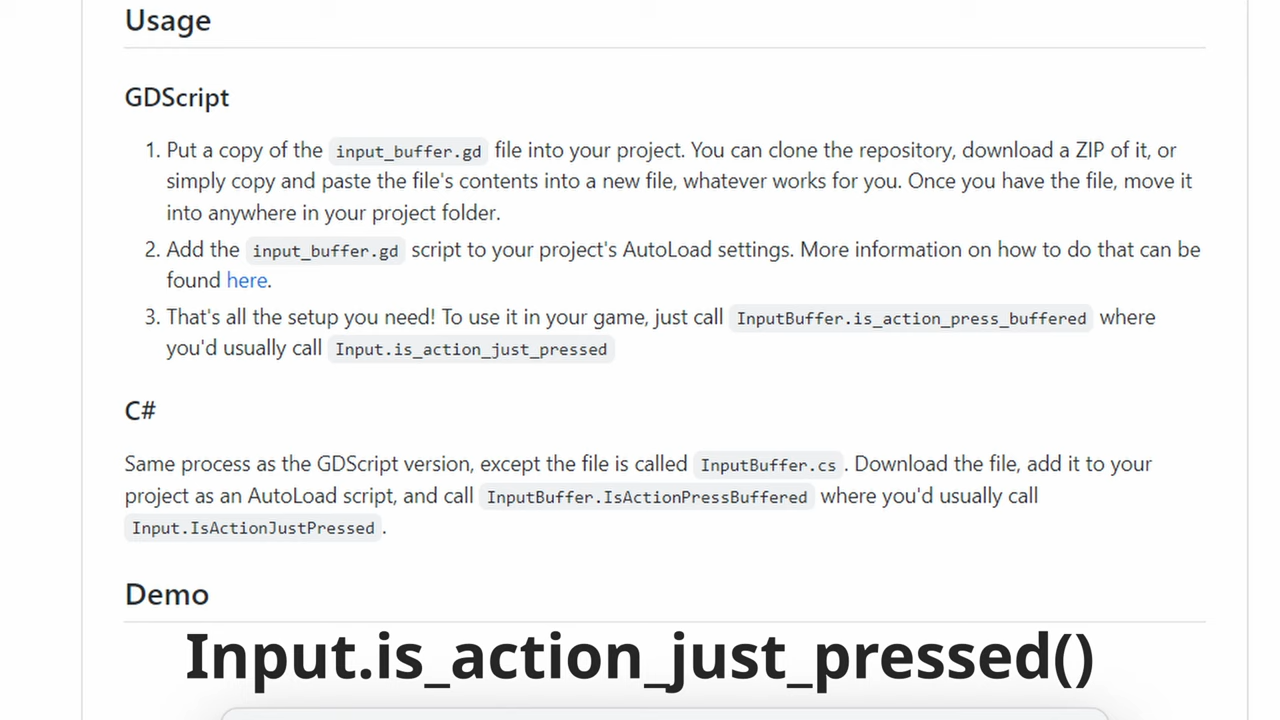 Usage
GDScript
1. Put a copy of the input_buffer.gd file into your project. You can clone the repository, download a ZIP of it, or
simply copy and paste the file's contents into a new file, whatever works for you. Once you have the file, move it
into anywhere in your project folder.
2. Add the input_buffer.gd script to your project's AutoLoad settings. More information on how to do that can be
found here.
3. That's all the setup you need! To use it in your game, just call InputBuffer.is_action_press_buffered where
you'd usually call Input.is_action_just_pressed
C#
Same process as the GDScript version, except the file is called InputBuffer.cs. Download the file, add it to your
project as an AutoLoad script, and call InputBuffer.IsActionPressBuffered where you'd usually call
Input.IsActionJustPressed.
Demo
Input.is_action_just_pressed()